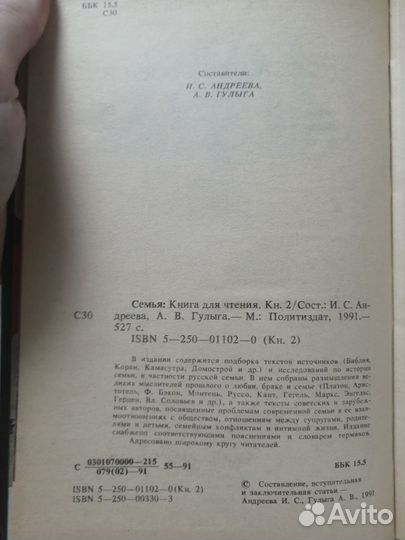 ББК 15.5
С30
Составители:
И. С. АНДРЕЕВА,
А. В. ГУЛЫГА
Семья: Книга для чтения. Кн. 2/Сост.: И. С. Ан-
С30 дреева, А. В. Гулыга.— М.: Политиздат, 1991.—
527 с.
ISBN 5—250—01102—0 (Кн. 2)
В издании содержится подборка текстов источников (Библия,
Коран, Камасутра, Домострой и др.) и исследований по истории
семьи, в частности русской семьи. В нем собраны размышления ве-
ликих мыслителей прошлого о любви, браке и семье (Платон, Арис-
тотель, Ф. Бэкон, Монтень, Руссо, Кант, Гегель, Маркс, Энгельс,
Герцен, Вл. Соловьев и др.), а также тексты советских и зарубеж-
ных авторов, посвященные проблемам современной семьи в ее взаи-
моотношениях с обществом, отношениям между супругами, родите-
лями и детьми, семейным конфликтам и интимной жизни. Издание
снабжено соответствующими пояснениями и словарем терминов.
Адресовано широкому кругу читателей.
С 0301070000—215 55—91
079(02)—91
ББК 15.5
ISBN 5—250—01102—0 (Кн. 2)
ISBN 5—250—00330—3
© Составление, вступительная
и заключительная статьи —
Андреева И. С., Гулыга А. В., 1991
Avito